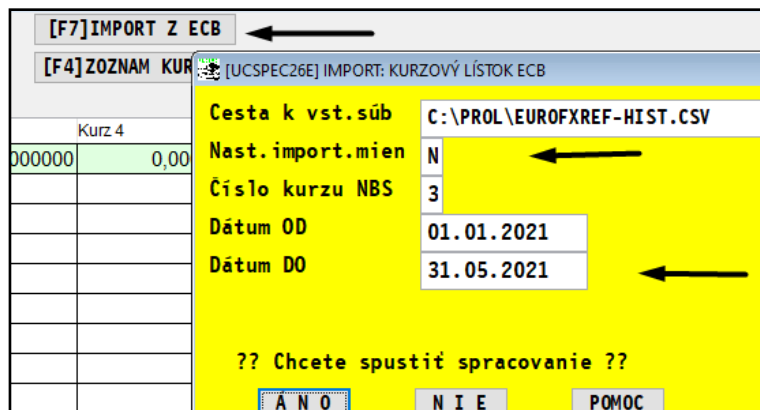 [F7]IMPORT Z ECB
[F4]ZOZNAM KUR
[UCSPEC26E] IMPORT: KURZOVÝ LÍSTOK ECB
Cesta k vst.súb C:\PROL\EUROFXREF-HIST.CSV
Kurz 4
Nast.import.mien N
000000 0,00
Číslo kurzu NBS 3
Dátum OD 01.01.2021
Dátum DO 31.05.2021
?? Chcete spustiť spracovanie ??
Á N O N I E POMOC